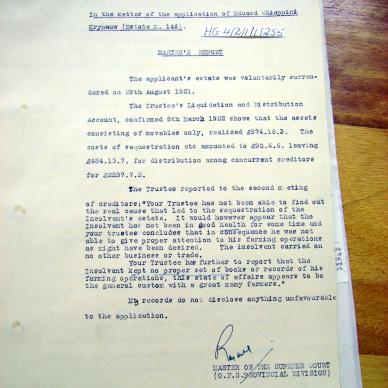 In the matter of the application of Eduard Chiappini
Krynauw (Estate K. 146).
HG 4/2/1/1/255
MASTER'S REPORT
The applicant's estate was voluntarily surren-
dered on 29th August 1921.
The Trustee's Liquidation and Distribution
Account, confirmed 8th March 1922 shows that the assets
consisting of movables only, realized £574.18.3. The
costs of sequestration etc amounted to £90.4.6. leaving
£484.13.7. for distribution among concurrent creditors
for £2237.7.2.
The Trustee reported to the second meeting
of creditors:"Your Trustee has not been able to find out
the real cause that led to the sequestration of the
Insolvent's estate. It would however appear that the
Insolvent has not been in good health for some time and
your trustee concludes that in consequence he was not
able to give proper attention to his farming operations
as might have been desired. The insolvent carried on
no other business or trade.
Your Trustee has further to report that the
Insolvent kept no proper set of books or records of his
farming operations, this state of affairs appears to be
the general custom with a great many farmers."
My records do not disclose anything unfavourable
to the application.
MASTER OF THE SUPREME COURT
(O.F.S. PROVINCIAL DIVISION)